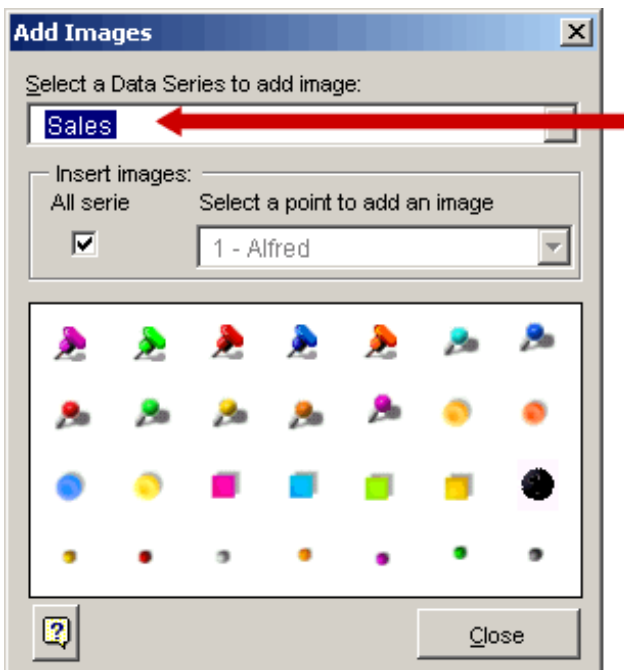 Add Images
Select a Data Series to add image:
Sales
Insert images:
All serie Select a point to add an image
1 - Alfred
?
Close